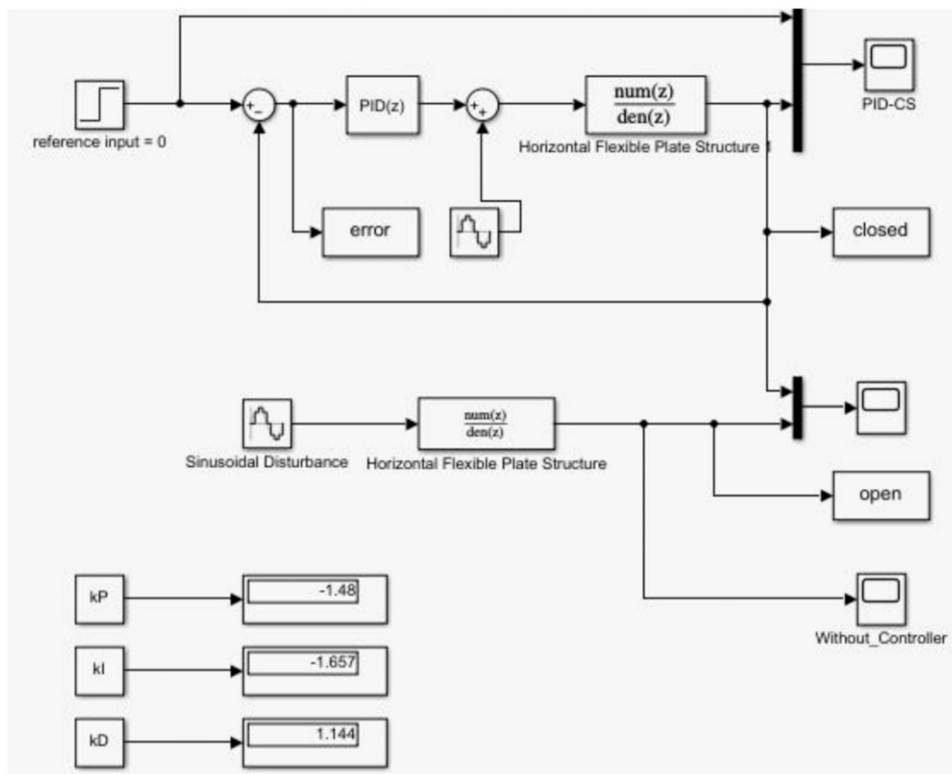 PID-CS
reference input = 0
+
−
PID(z)
+
+
num(z)
den(z)
Horizontal Flexible Plate Structure 1
error
closed
Sinusoidal Disturbance
num(z)
den(z)
Horizontal Flexible Plate Structure
open
Without_Controller
kP
-1.48
kI
-1.657
kD
1.144